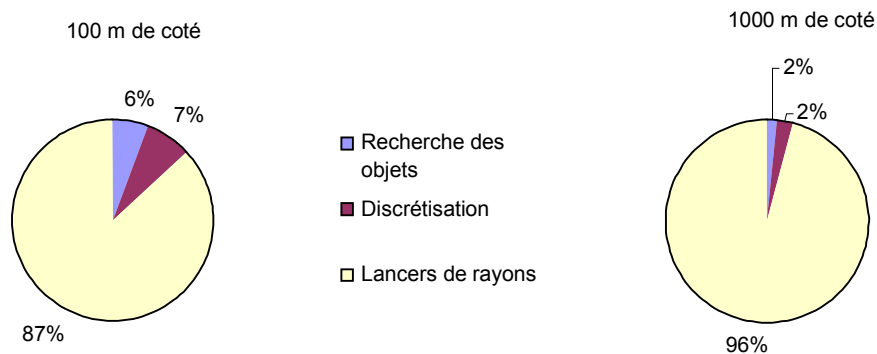 100 m de coté
6%
7%
87%
Recherche des
objets
Discrétisation
Lancers de rayons
1000 m de coté
2%
2%
96%